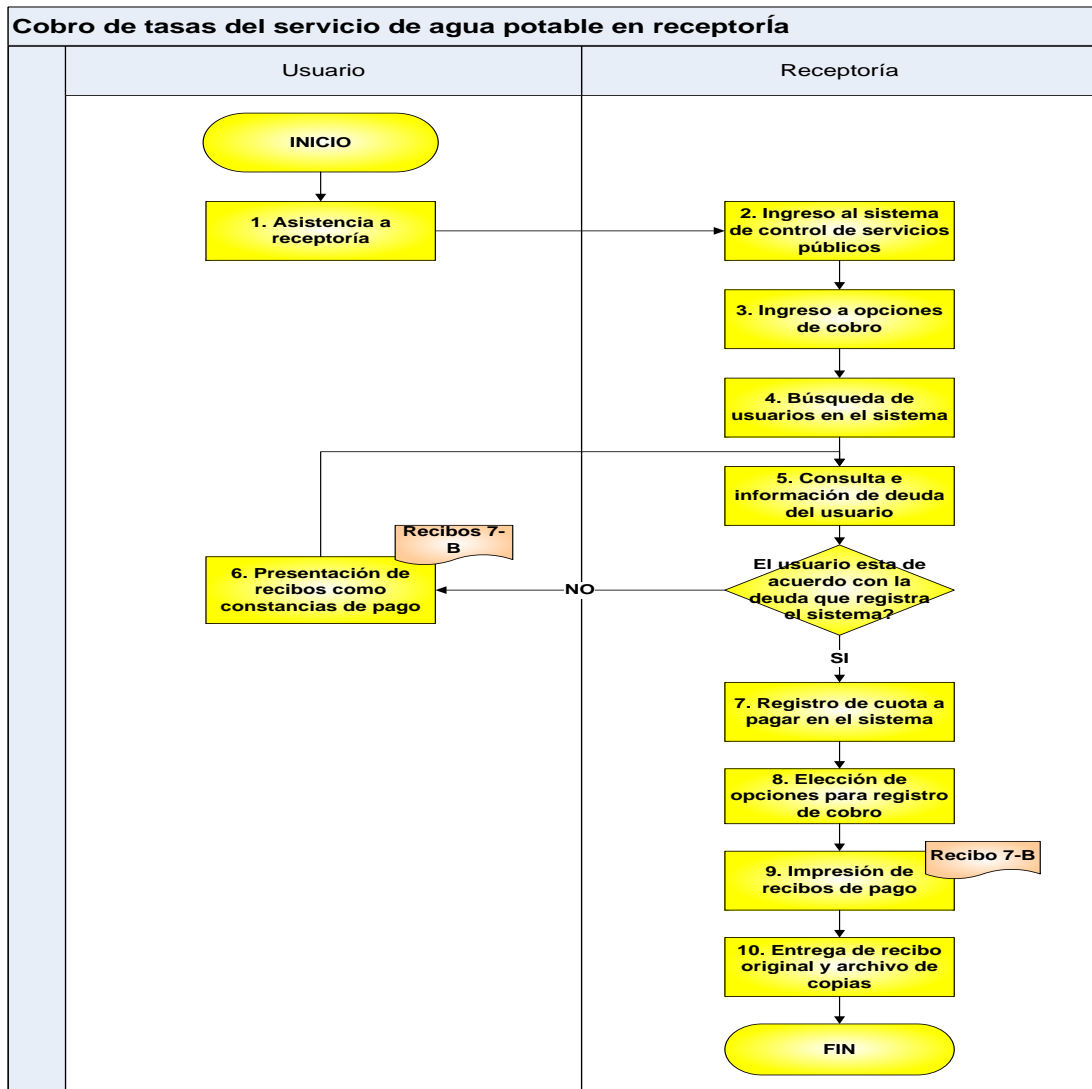 Cobro de tasas del servicio de agua potable en receptoría
Usuario
Receptoría
INICIO
1. Asistencia a
receptoría
2. Ingreso al sistema
de control de servicios
públicos
3. Ingreso a opciones
de cobro
4. Búsqueda de
usuarios en el sistema
5. Consulta e
información de deuda
del usuario
Recibos 7-
B
6. Presentación de
recibos como
constancias de pago
NO
El usuario esta de
acuerdo con la
deuda que registra
el sistema?
SI
7. Registro de cuota a
pagar en el sistema
8. Elección de
opciones para registro
de cobro
Recibo 7-B
9. Impresión de
recibos de pago
10. Entrega de recibo
original y archivo de
copias
FIN